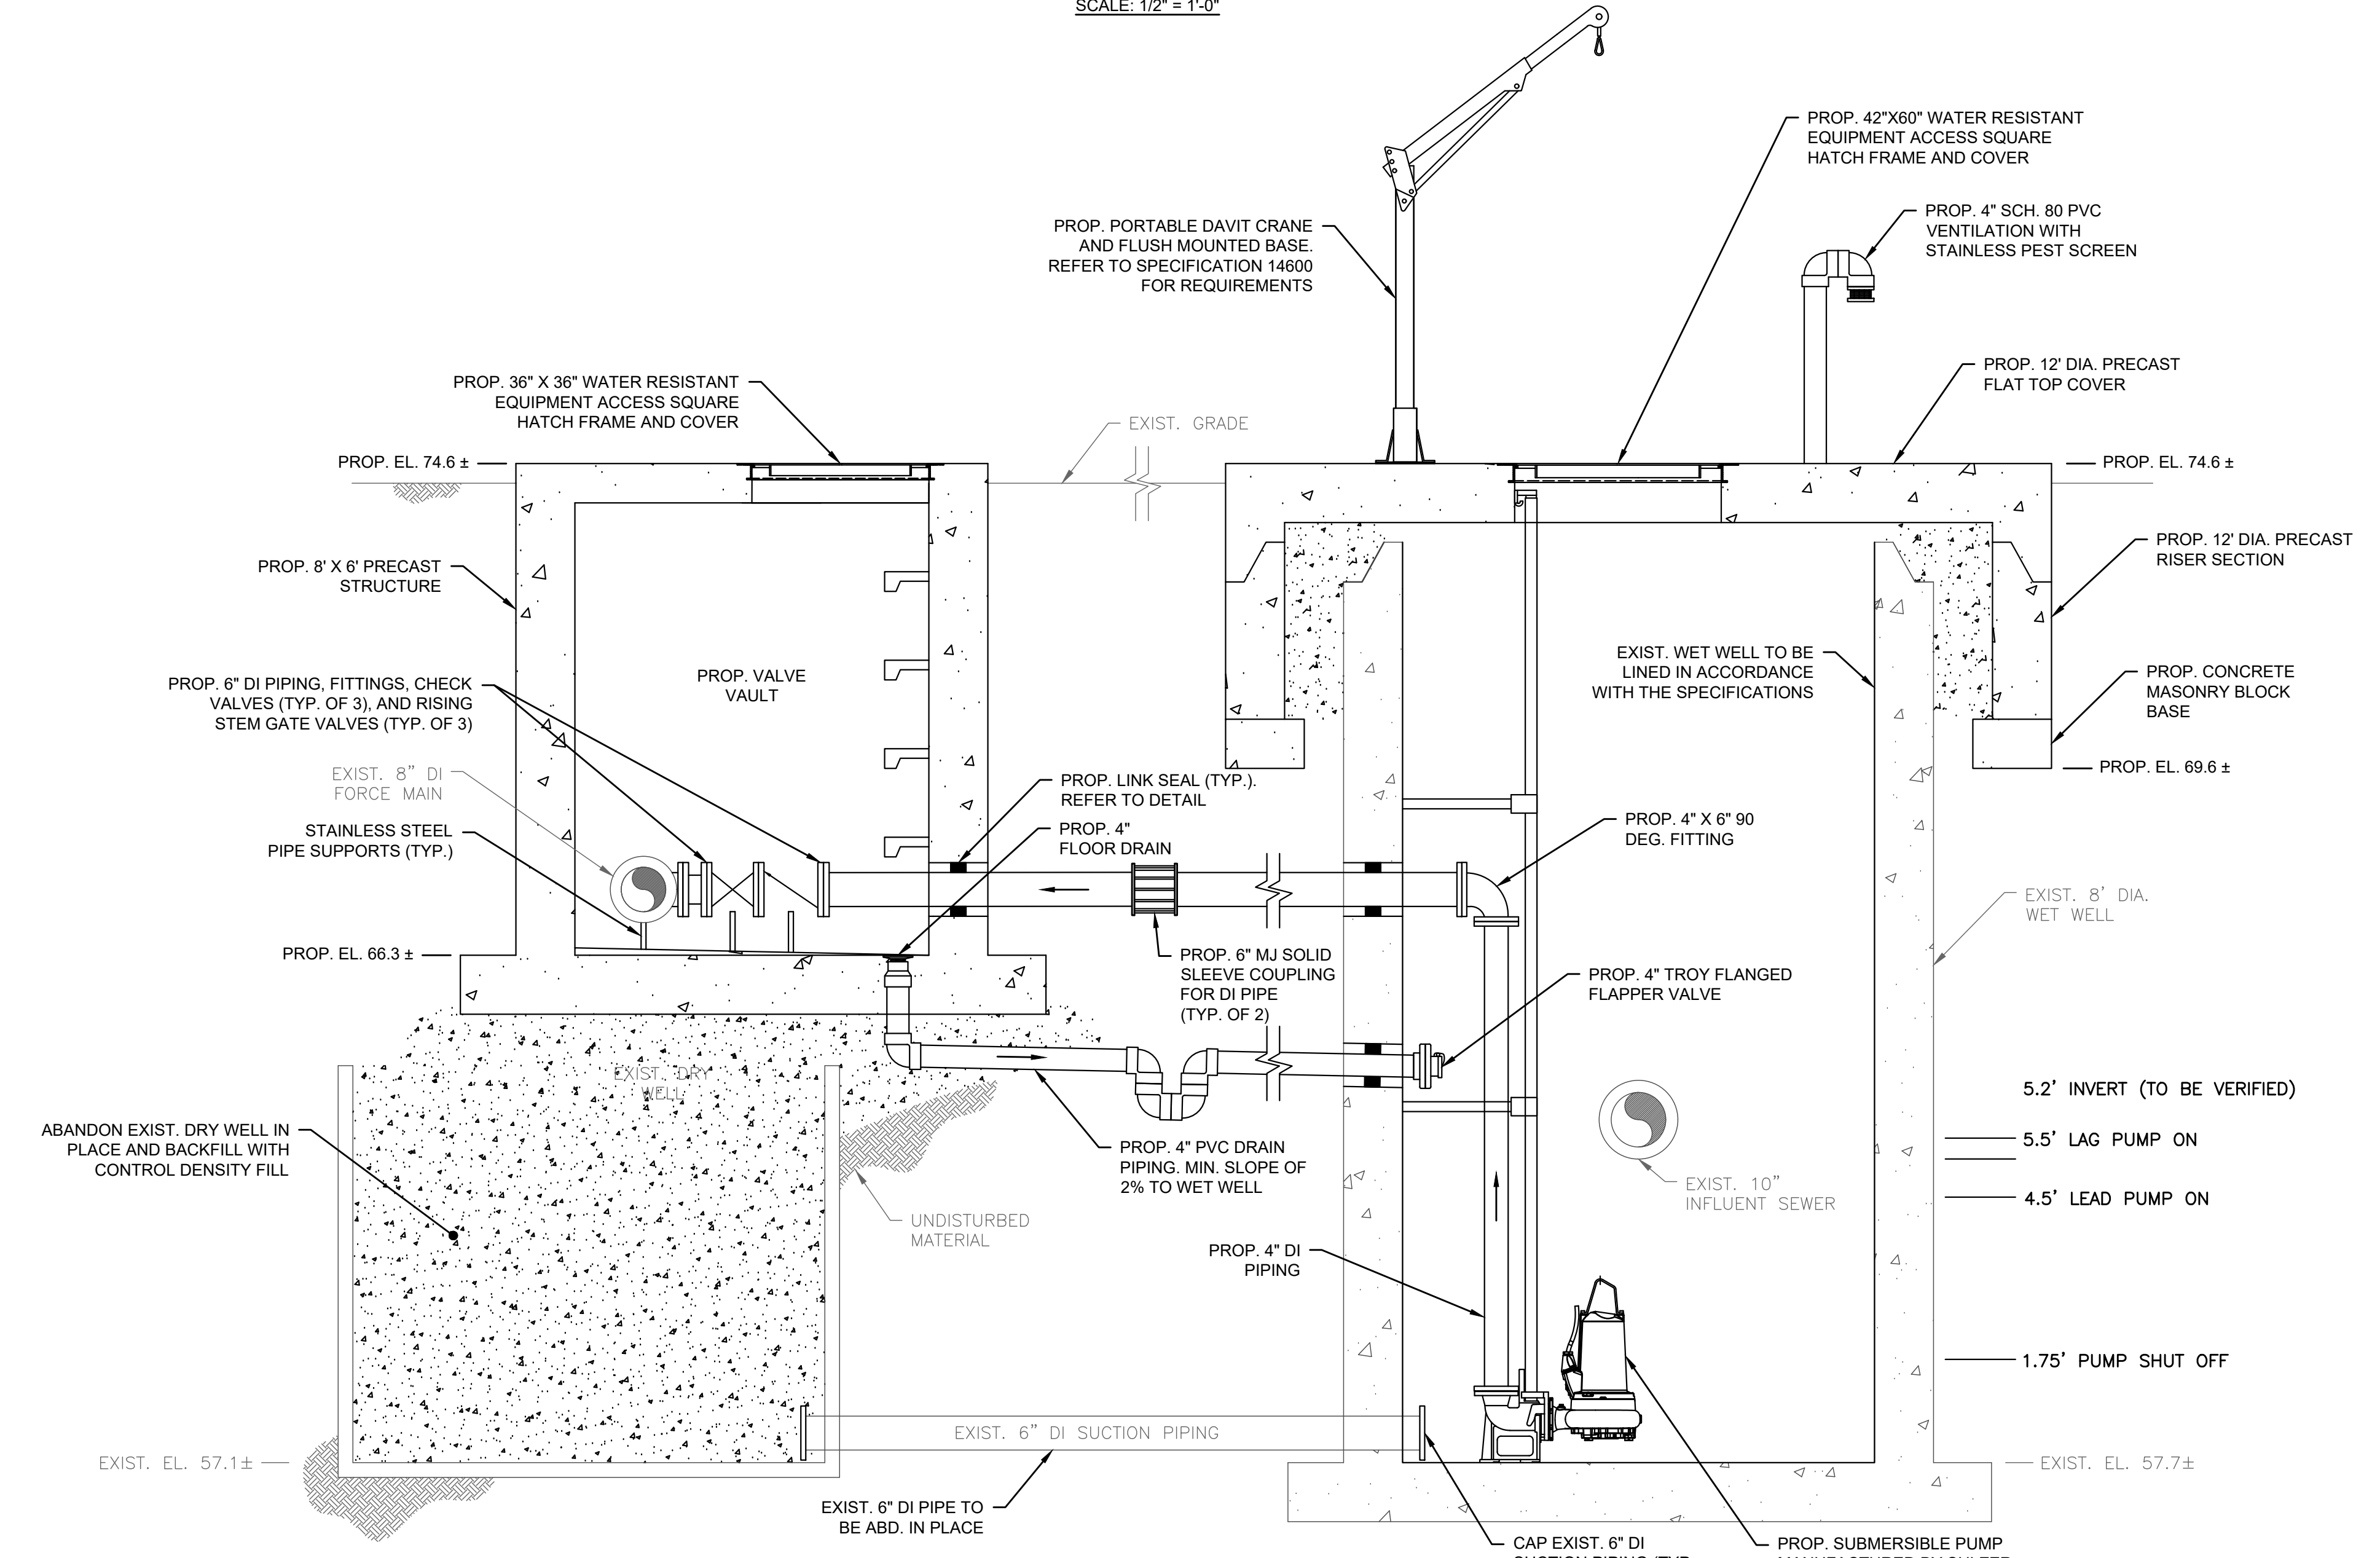 SCALE: 1/2" = 1'-0"
PROP. 42"X60" WATER RESISTANT
EQUIPMENT ACCESS SQUARE
HATCH FRAME AND COVER
PROP. 4" SCH. 80 PVC
VENTILATION WITH
STAINLESS PEST SCREEN
PROP. PORTABLE DAVIT CRANE
AND FLUSH MOUNTED BASE.
REFER TO SPECIFICATION 14600
FOR REQUIREMENTS
PROP. 12' DIA. PRECAST
FLAT TOP COVER
PROP. 36" X 36" WATER RESISTANT
EQUIPMENT ACCESS SQUARE
HATCH FRAME AND COVER
EXIST. GRADE
PROP. EL. 74.6 ±
PROP. EL. 74.6 ±
PROP. 12' DIA. PRECAST
RISER SECTION
PROP. 8' X 6' PRECAST
STRUCTURE
EXIST. WET WELL TO BE
LINED IN ACCORDANCE
WITH THE SPECIFICATIONS
PROP. VALVE
VAULT
PROP. CONCRETE
MASONRY BLOCK
BASE
PROP. 6" DI PIPING, FITTINGS, CHECK
VALVES (TYP. OF 3), AND RISING
STEM GATE VALVES (TYP. OF 3)
EXIST. 8" DI
FORCE MAIN
PROP. LINK SEAL (TYP.).
REFER TO DETAIL
PROP. EL. 69.6 ±
STAINLESS STEEL
PIPE SUPPORTS (TYP.)
PROP. 4"
FLOOR DRAIN
PROP. 4" X 6" 90
DEG. FITTING
EXIST. 8' DIA.
WET WELL
PROP. EL. 66.3 ±
PROP. 6" MJ SOLID
SLEEVE COUPLING
FOR DI PIPE
(TYP. OF 2)
PROP. 4" TROY FLANGED
FLAPPER VALVE
EXIST. DRY
WELL
5.2' INVERT (TO BE VERIFIED)
5.5' LAG PUMP ON
4.5' LEAD PUMP ON
ABANDON EXIST. DRY WELL IN
PLACE AND BACKFILL WITH
CONTROL DENSITY FILL
PROP. 4" PVC DRAIN
PIPING. MIN. SLOPE OF
2% TO WET WELL
EXIST. 10"
INFLUENT SEWER
UNDISTURBED
MATERIAL
PROP. 4" DI
PIPING
1.75' PUMP SHUT OFF
EXIST. 6" DI SUCTION PIPING
EXIST. EL. 57.1±
EXIST. EL. 57.7±
EXIST. 6" DI PIPE TO
BE ABD. IN PLACE
CAP EXIST. 6" DI
SUCTION PIPING (TYP.
PROP. SUBMERSIBLE PUMP
MANUFACTURED BY SULZER